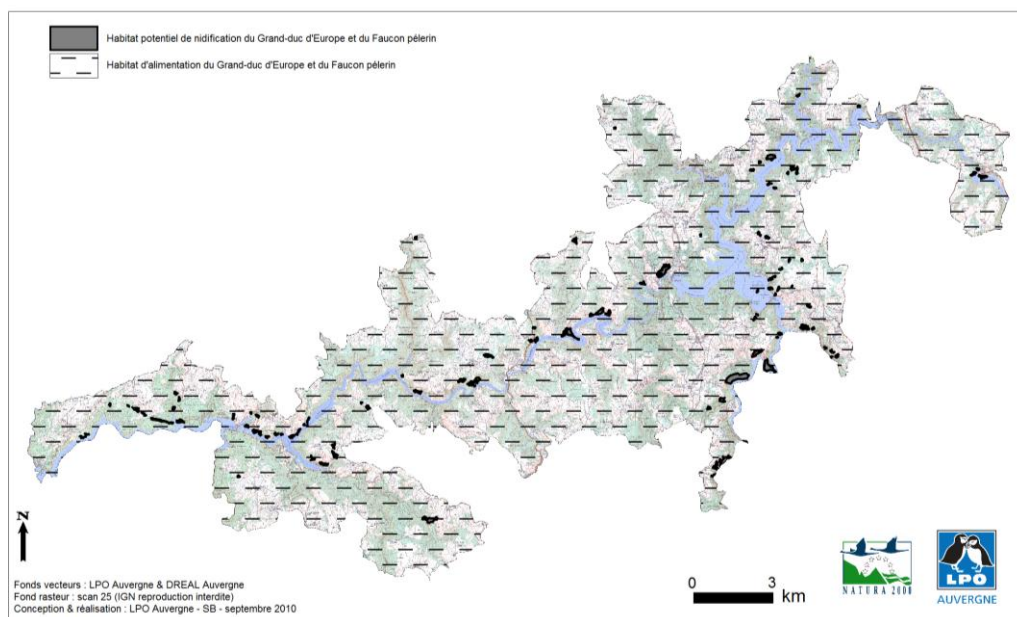 Habitat potentiel de nidification du Grand-duc d'Europe et du Faucon pélerin
Habitat d'alimentation du Grand-duc d'Europe et du Faucon pélerin
N
Fonds vecteurs : LPO Auvergne & DREAL Auvergne
Fond rasteur : scan 25 (IGN reproduction interdite)
Conception & réalisation : LPO Auvergne - SB - septembre 2010
0 3
km
NATURA 2000
LPO
AUVERGNE